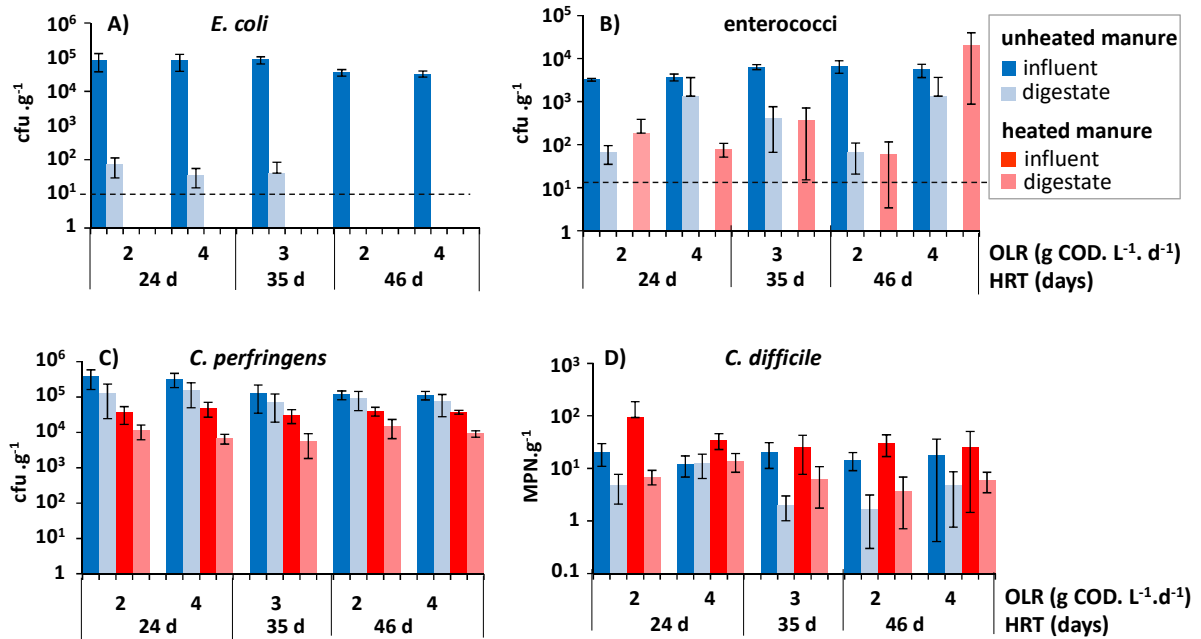 A) E. coli
cfu .g⁻¹
10⁶
10⁵
10⁴
10³
10²
10¹
1
2 4 3 2 4
24 d 35 d 46 d
B) enterococci
cfu .g⁻¹
10⁵
10⁴
10³
10²
10¹
1
2 4 3 2 4 OLR (g COD. L⁻¹. d⁻¹)
24 d 35 d 46 d HRT (days)
unheated manure
influent
digestate
heated manure
influent
digestate
C) C. perfringens
cfu .g⁻¹
10⁶
10⁵
10⁴
10³
10²
10¹
1
2 4 3 2 4
24 d 35 d 46 d
D) C. difficile
MPN.g⁻¹
10³
10²
10
1
0.1
2 4 3 2 4 OLR (g COD. L⁻¹.d⁻¹)
24 d 35 d 46 d HRT (days)